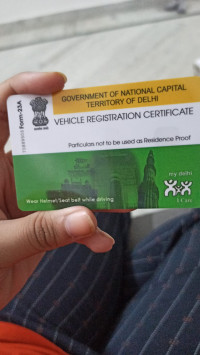 Form-23A
GOVERNMENT OF NATIONAL CAPITAL
TERRITORY OF DELHI
VEHICLE REGISTRATION CERTIFICATE
Particulars not to be used as Residence Proof
my delhi
I Care
Wear Helmet/Seat belt while driving